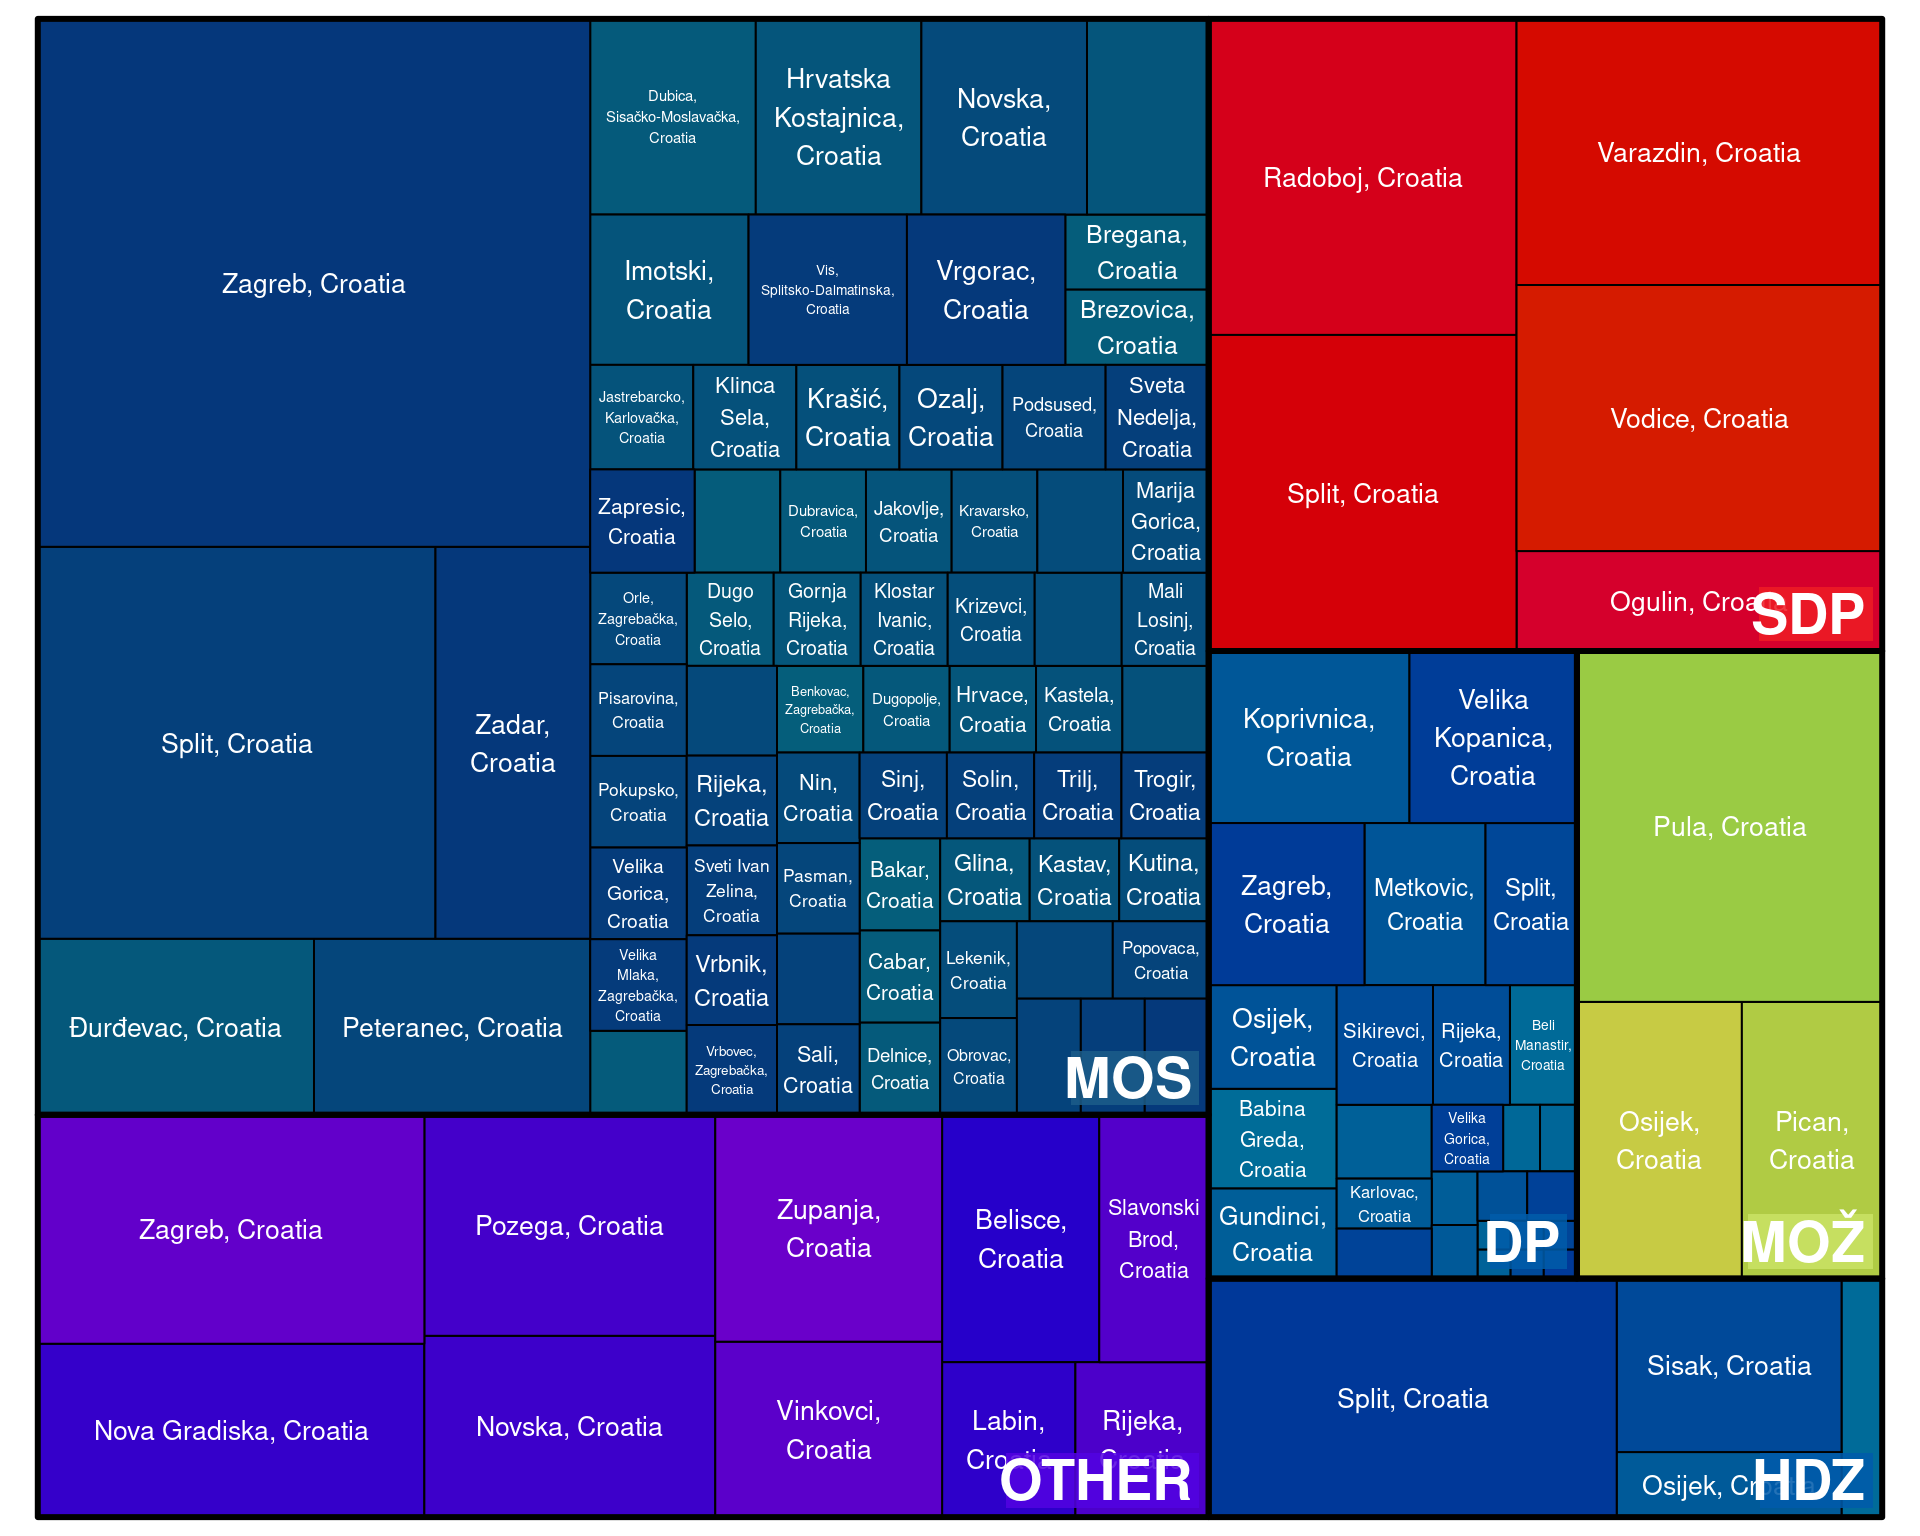 Zagreb, Croatia
Split, Croatia
Zadar,
Croatia
Đurđevac, Croatia
Peteranec, Croatia
Dubica,
Sisačko-Moslavačka,
Croatia
Hrvatska
Kostajnica,
Croatia
Novska,
Croatia
Imotski,
Croatia
Vis,
Splitsko-Dalmatinska,
Croatia
Vrgorac,
Croatia
Bregana,
Croatia
Brezovica,
Croatia
Jastrebarcko,
Karlovačka,
Croatia
Klinca
Sela,
Croatia
Krašić,
Croatia
Ozalj,
Croatia
Podsused,
Croatia
Sveta
Nedelja,
Croatia
Zapresic,
Croatia
Dubravica,
Croatia
Jakovlje,
Croatia
Kravarsko,
Croatia
Marija
Gorica,
Croatia
Orle,
Zagrebačka,
Croatia
Dugo
Selo,
Croatia
Gornja
Rijeka,
Croatia
Klostar
Ivanic,
Croatia
Krizevci,
Croatia
Mali
Losinj,
Croatia
Pisarovina,
Croatia
Benkovac,
Zagrebačka,
Croatia
Dugopolje,
Croatia
Hrvace,
Croatia
Kastela,
Croatia
Pokupsko,
Croatia
Rijeka,
Croatia
Nin,
Croatia
Sinj,
Croatia
Solin,
Croatia
Trilj,
Croatia
Trogir,
Croatia
Velika
Gorica,
Croatia
Sveti Ivan
Zelina,
Croatia
Pasman,
Croatia
Bakar,
Croatia
Glina,
Croatia
Kastav,
Croatia
Kutina,
Croatia
Velika
Mlaka,
Zagrebačka,
Croatia
Vrbnik,
Croatia
Cabar,
Croatia
Lekenik,
Croatia
Popovaca,
Croatia
Vrbovec,
Zagrebačka,
Croatia
Sali,
Croatia
Delnice,
Croatia
Obrovac,
Croatia
MOS
Zagreb, Croatia
Nova Gradiska, Croatia
Pozega, Croatia
Novska, Croatia
Zupanja,
Croatia
Vinkovci,
Croatia
Belisce,
Croatia
Slavonski
Brod,
Croatia
Labin,
Croatia
Rijeka,
Croatia
OTHER
Radoboj, Croatia
Split, Croatia
Varazdin, Croatia
Vodice, Croatia
Ogulin, Croatia
SDP
Koprivnica,
Croatia
Velika
Kopanica,
Croatia
Zagreb,
Croatia
Metkovic,
Croatia
Split,
Croatia
Osijek,
Croatia
Sikirevci,
Croatia
Rijeka,
Croatia
Beli
Manastir,
Croatia
Babina
Greda,
Croatia
Velika
Gorica,
Croatia
Gundinci,
Croatia
Karlovac,
Croatia
DP
Pula, Croatia
Osijek,
Croatia
Pican,
Croatia
MOŽ
Split, Croatia
Sisak, Croatia
Osijek, Croatia
HDZ